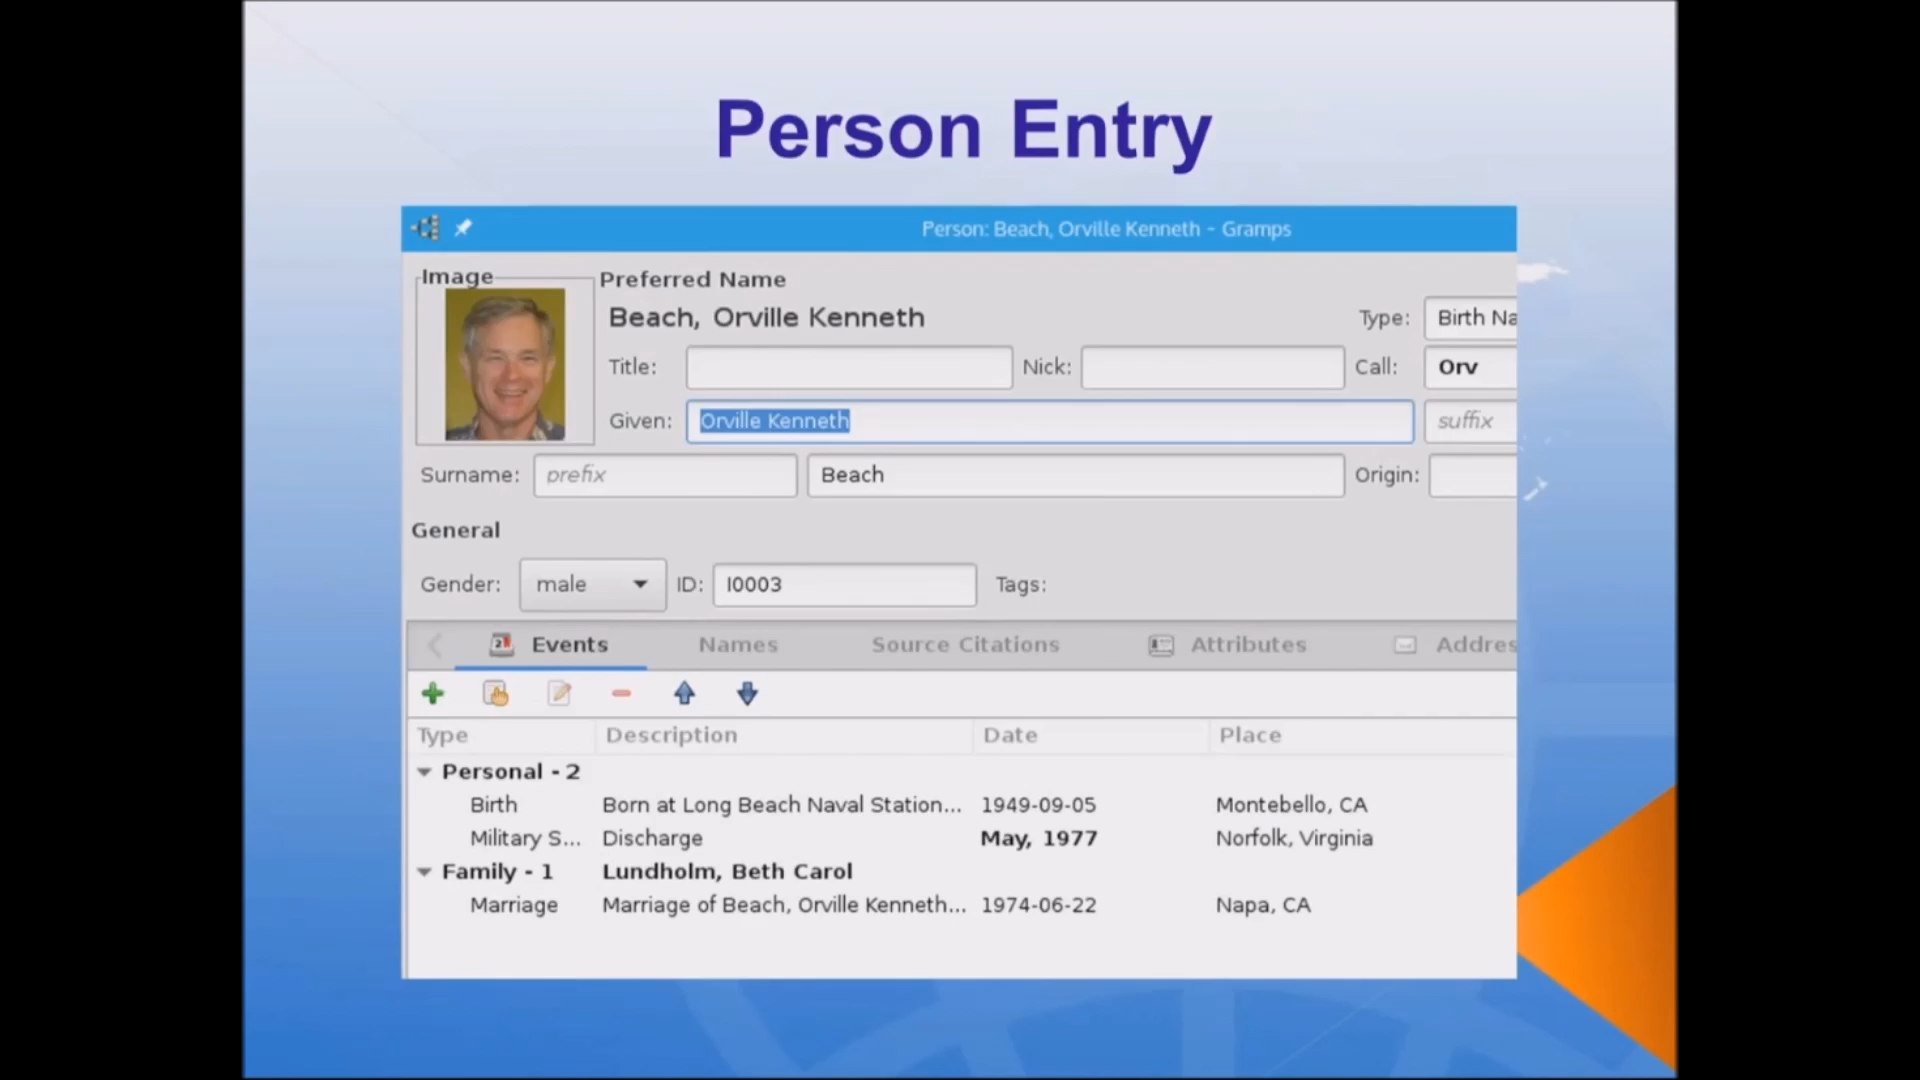 Person Entry
Person: Beach, Orville Kenneth - Gramps
Image
Preferred Name
Beach, Orville Kenneth
Type: Birth Na
Title: Nick: Call: Orv
Given: Orville Kenneth suffix
Surname: prefix Beach Origin:
General
Gender: male ID: I0003 Tags:
Events Names Source Citations Attributes Addres
Type Description Date Place
Personal - 2
Birth Born at Long Beach Naval Station... 1949-09-05 Montebello, CA
Military S... Discharge May, 1977 Norfolk, Virginia
Family - 1 Lundholm, Beth Carol
Marriage Marriage of Beach, Orville Kenneth... 1974-06-22 Napa, CA